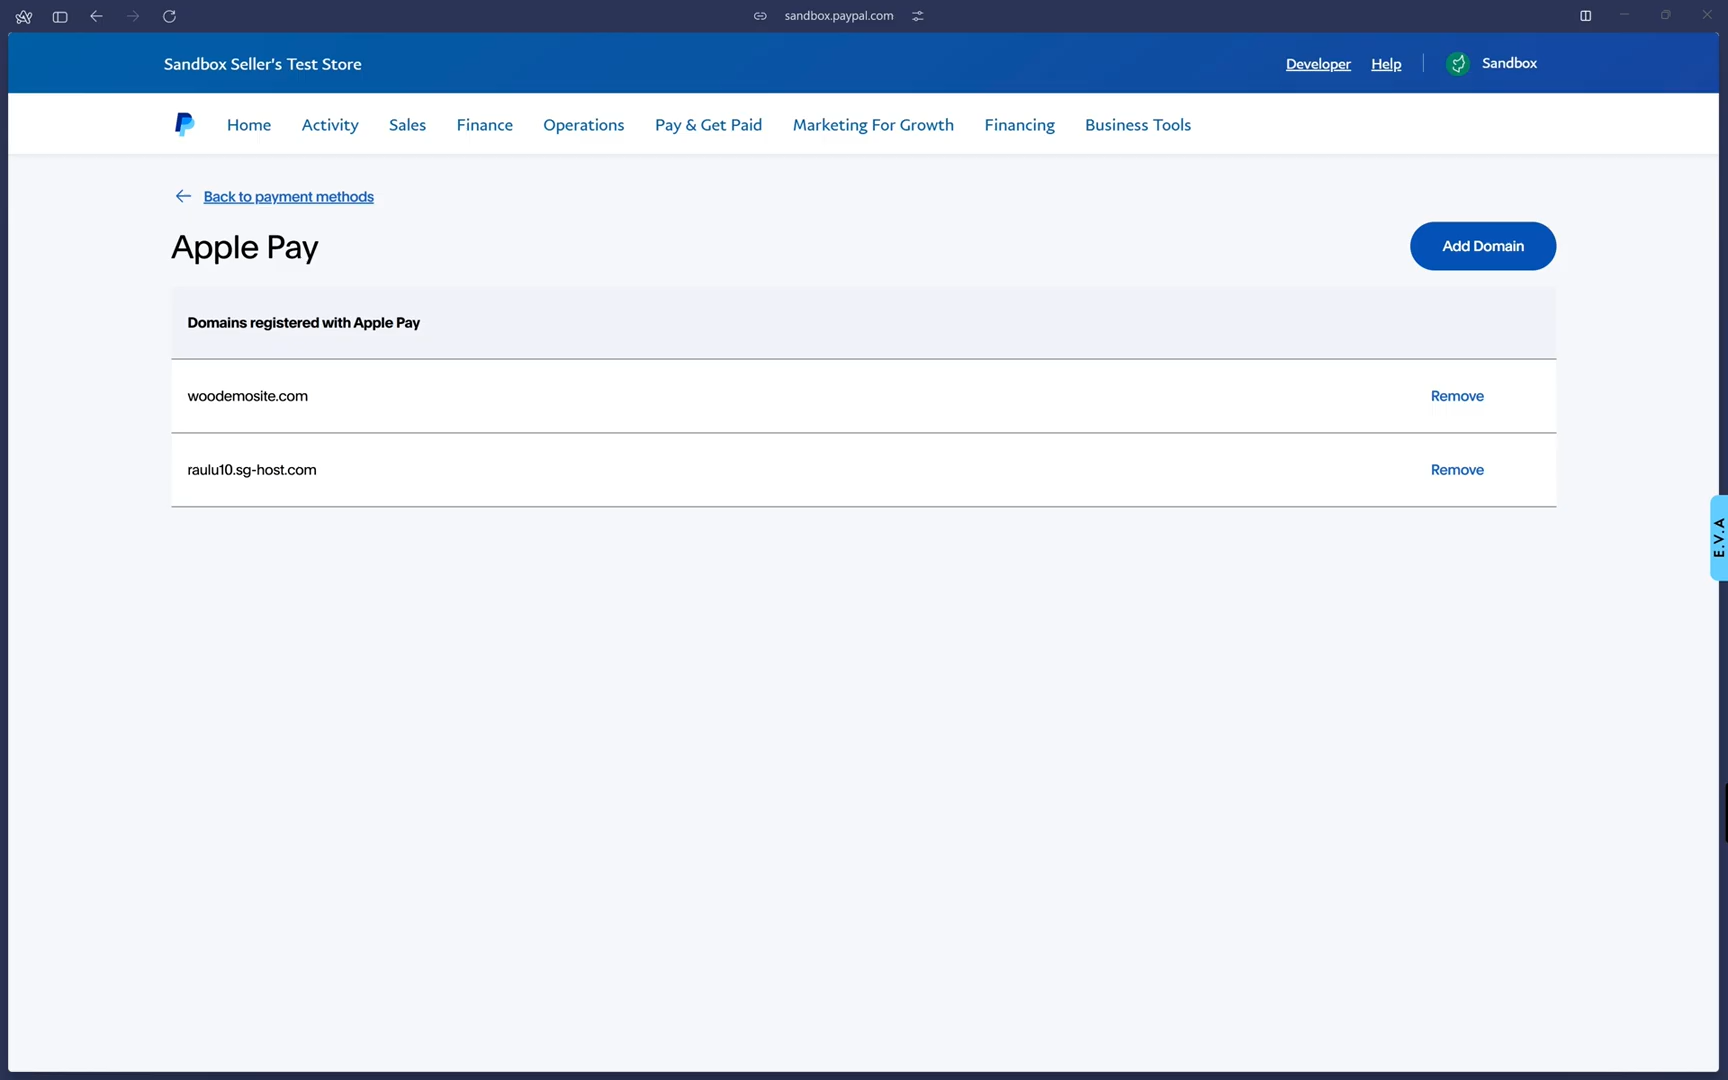 sandbox.paypal.com
Sandbox Seller's Test Store
Developer Help Sandbox
Home Activity Sales Finance Operations Pay & Get Paid Marketing For Growth Financing Business Tools
Back to payment methods
Apple Pay
Add Domain
Domains registered with Apple Pay
woodemosite.com Remove
raulu10.sg-host.com Remove
E.V.A